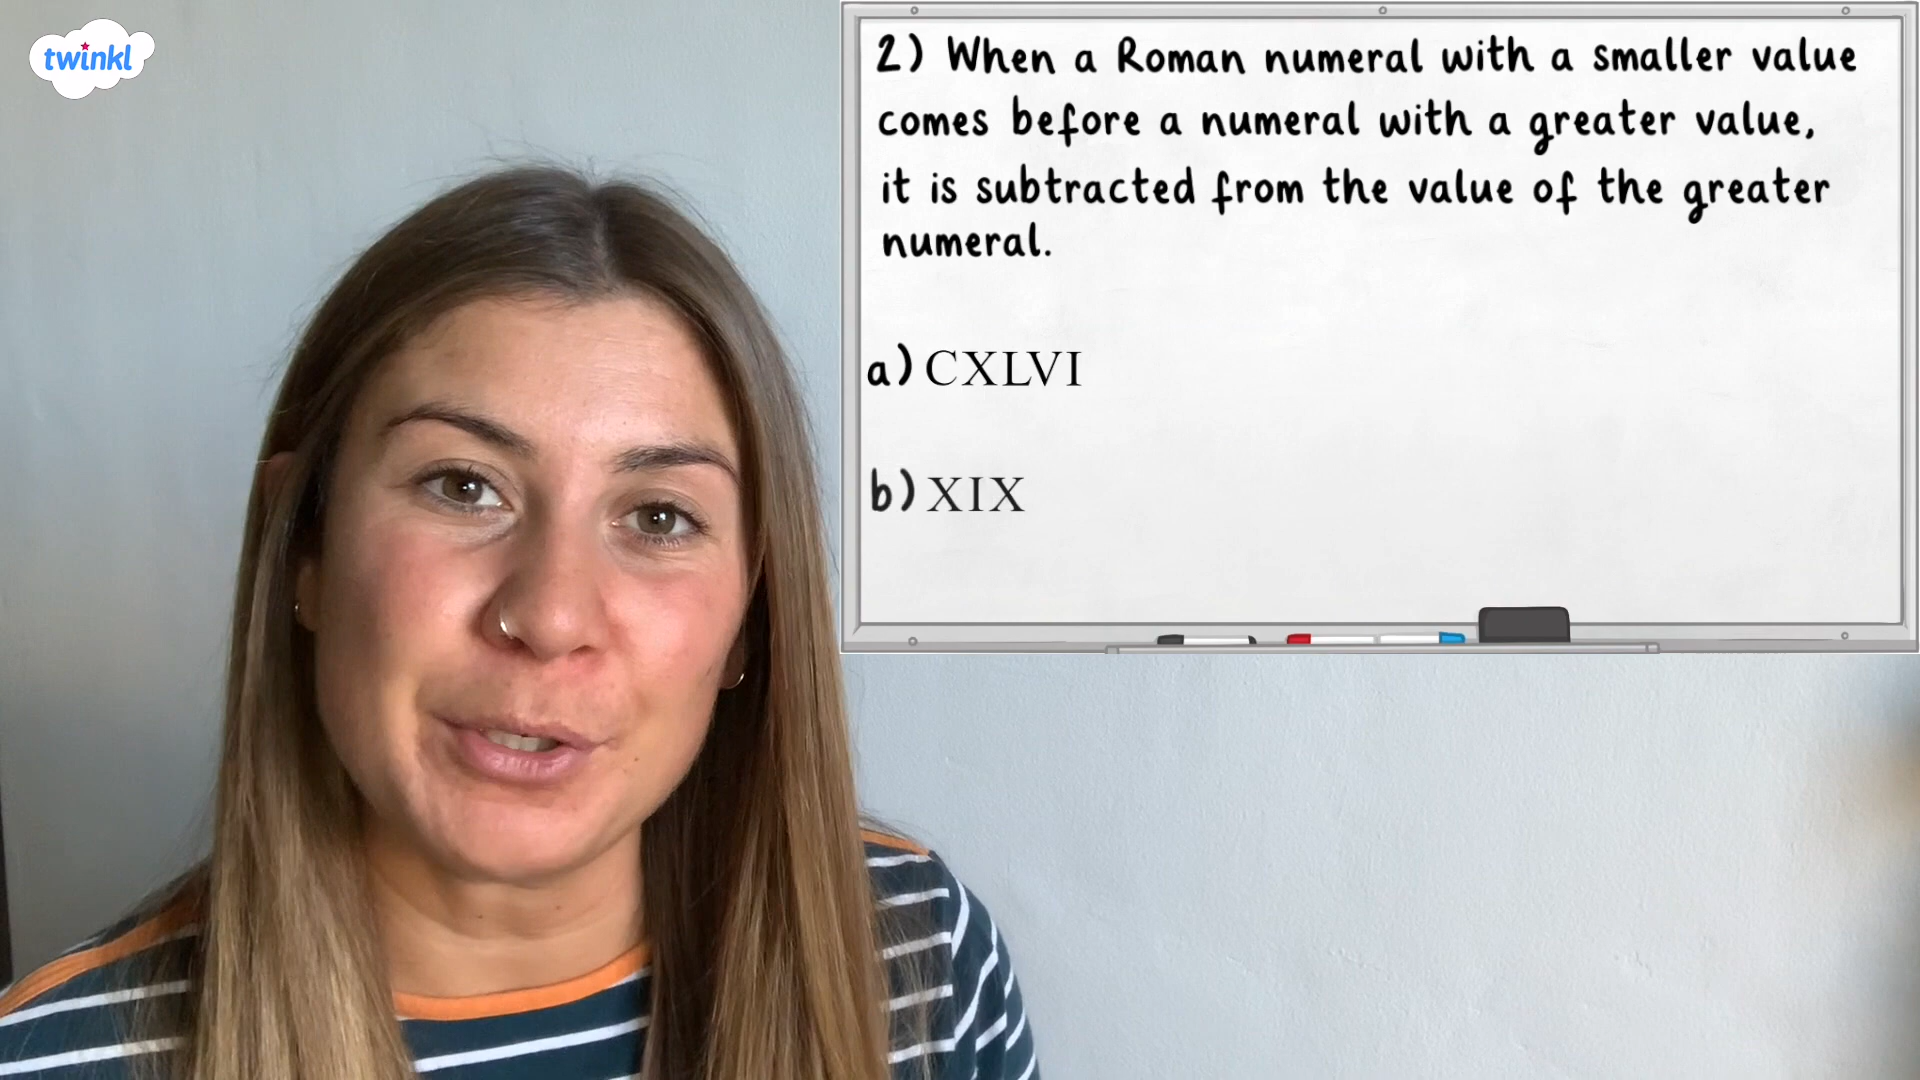 twinkl
2) When a Roman numeral with a smaller value
comes before a numeral with a greater value,
it is subtracted from the value of the greater
numeral.
a) CXLVI
b) XIX